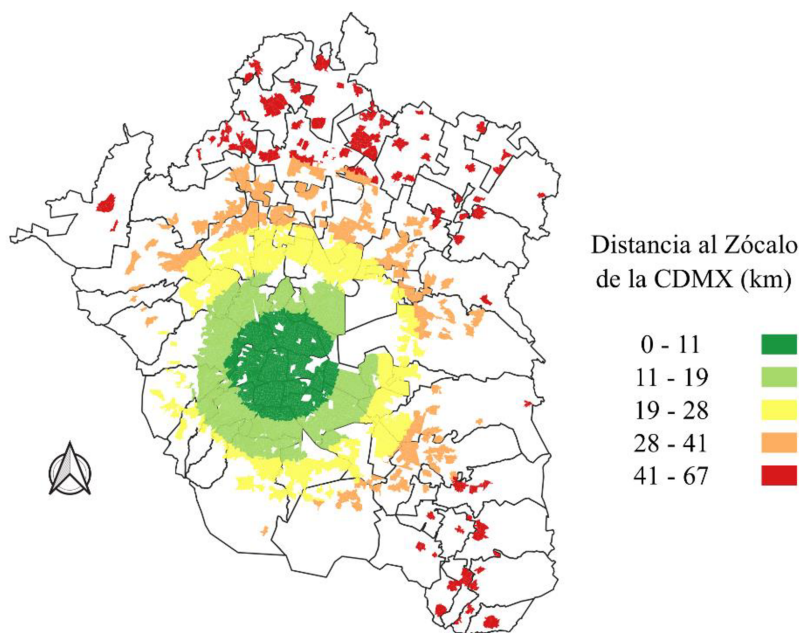 Distancia al Zócalo
de la CDMX (km)
0 - 11
11 - 19
19 - 28
28 - 41
41 - 67